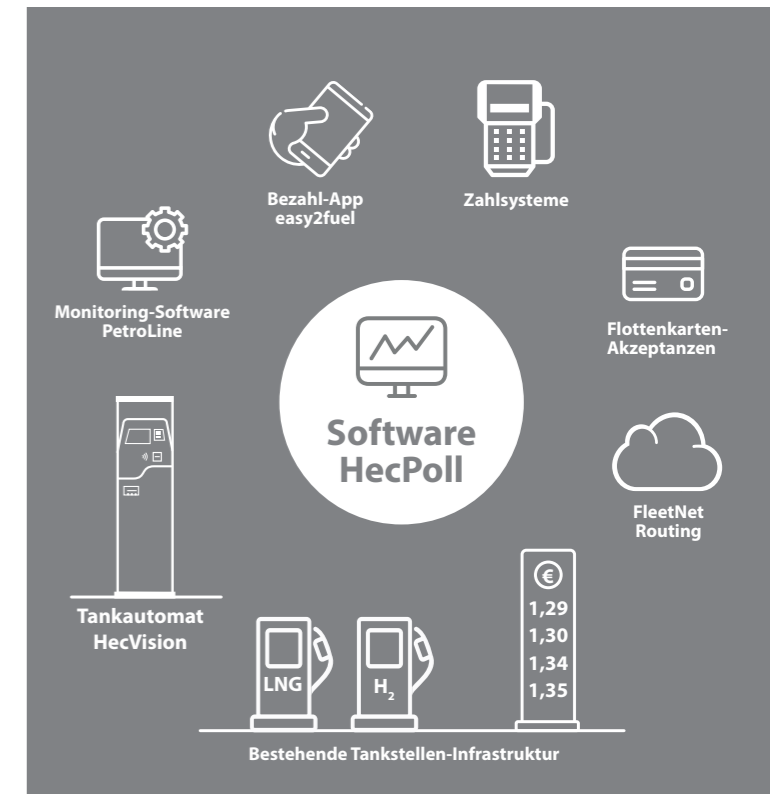 Bezahl-App
easy2fuel
Zahlsysteme
Monitoring-Software
PetroLine
Flottenkarten-
Akzeptanzen
Software
HecPoll
FleetNet
Routing
Tankautomat
HecVision
LNG
H₂
€
1,29
1,30
1,34
1,35
Bestehende Tankstellen-Infrastruktur